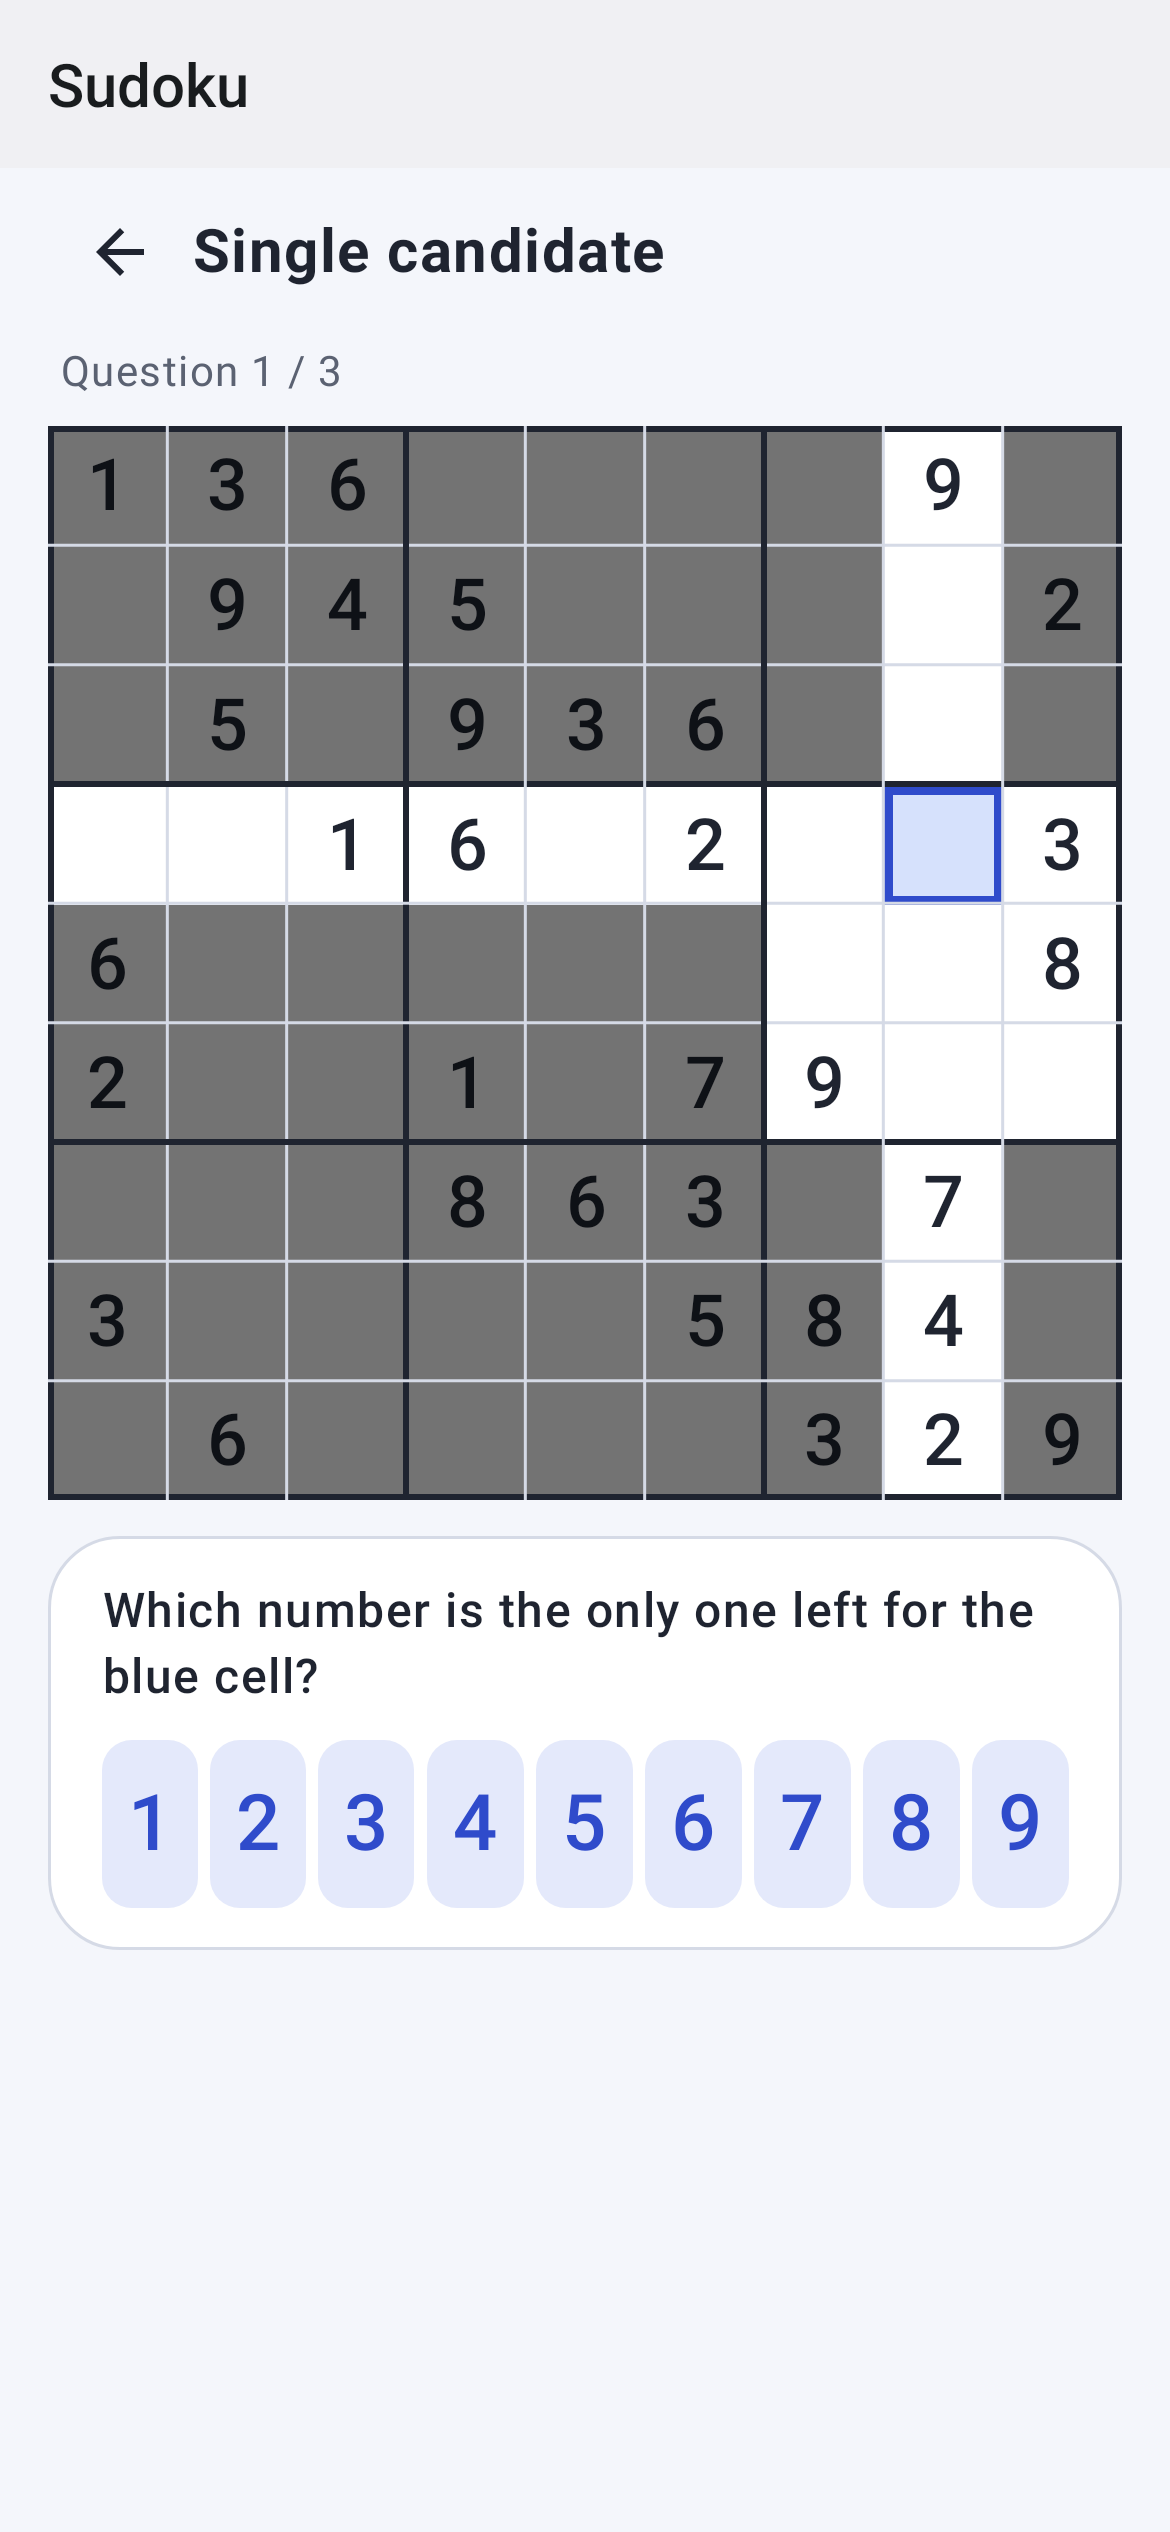 Sudoku
Single candidate
Question 1 / 3
1 3 6 9
9 4 5 2
5 9 3 6
1 6 2 3
6 8
2 1 7 9
8 6 3 7
3 5 8 4
6 3 2 9
Which number is the only one left for the
blue cell?
1 2 3 4 5 6 7 8 9